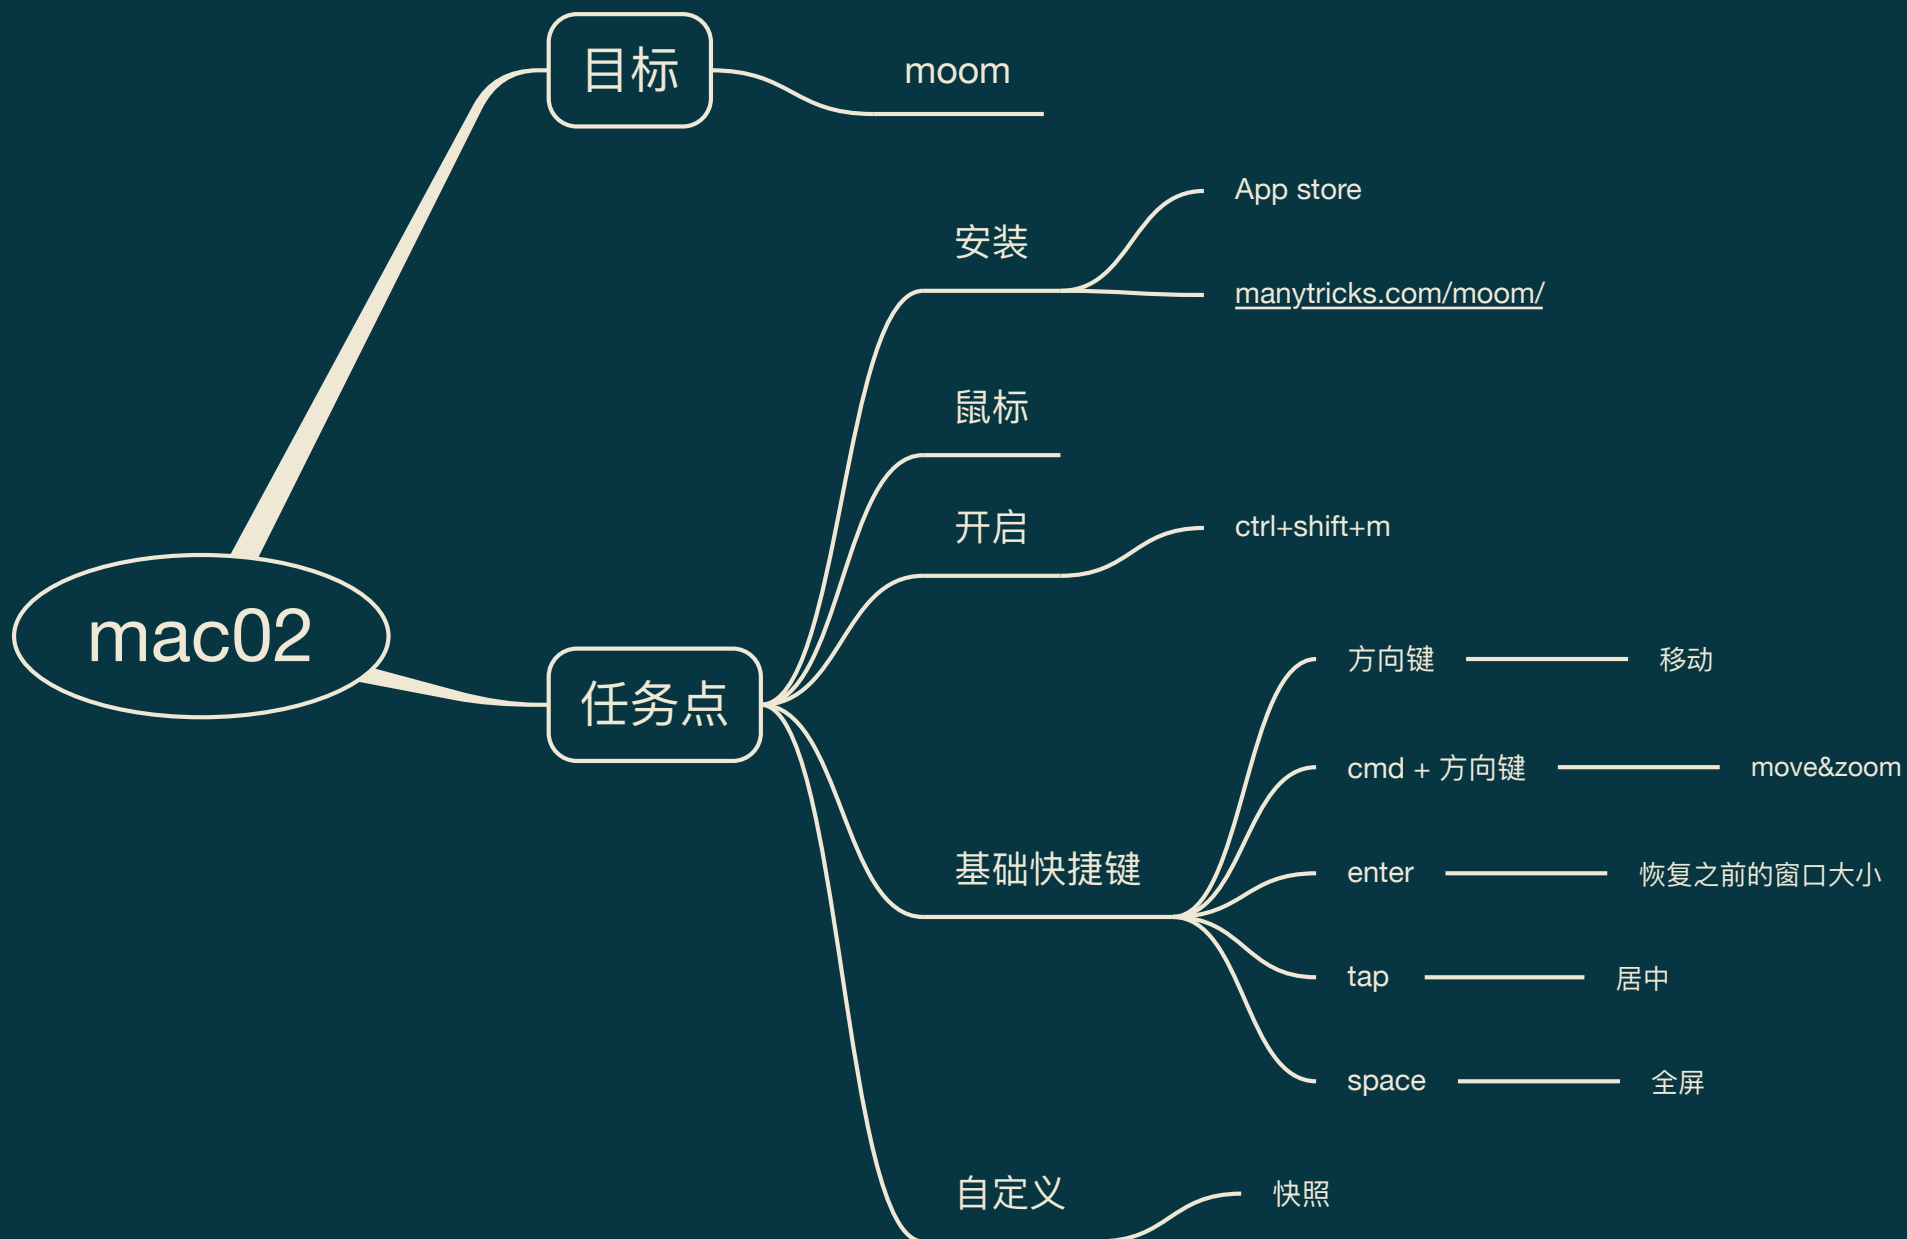 目标
moom
App store
安装
manytricks.com/moom/
鼠标
开启
ctrl+shift+m
mac02
任务点
方向键
移动
cmd + 方向键
move&zoom
基础快捷键
enter
恢复之前的窗口大小
tap
居中
space
全屏
自定义
快照